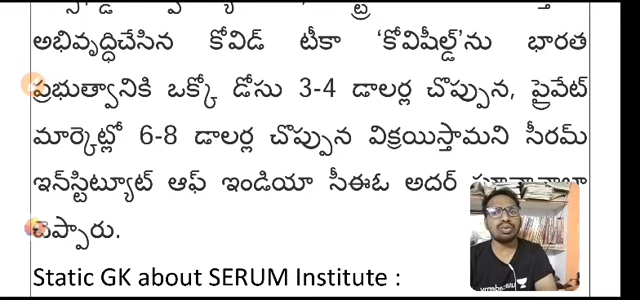 అభివృద్ధిచేసిన కోవిడ్ టీకా ‘కోవిషీల్డ్’ను భారత
ప్రభుత్వానికి ఒక్కో డోసు 3-4 డాలర్ల చొప్పున, ప్రైవేట్
మార్కెట్లో 6-8 డాలర్ల చొప్పున విక్రయిస్తామని సీరమ్
ఇన్‌స్టిట్యూట్ ఆఫ్ ఇండియా సీఈఓ అదర్
చెప్పారు.
Static GK about SERUM Institute :